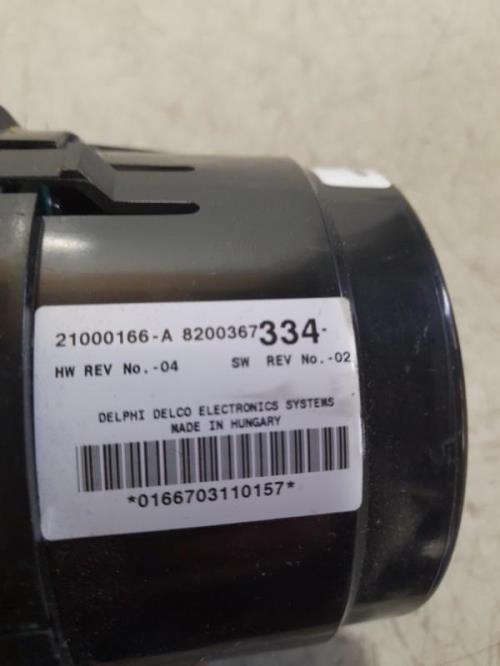 21000166-A 8200367334-
HW REV No.-04 SW REV No.-02
DELPHI DELCO ELECTRONICS SYSTEMS
MADE IN HUNGARY
*0166703110157*